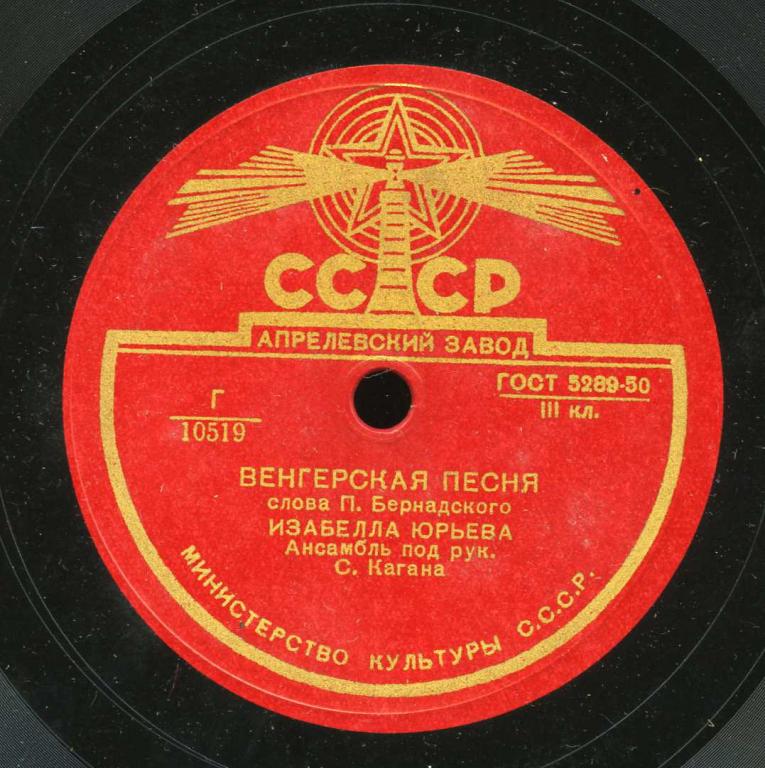 СССР
АПРЕЛЕВСКИЙ ЗАВОД
Г
10519
ГОСТ 5289-50
III кл.
ВЕНГЕРСКАЯ ПЕСНЯ
слова П. Бернадского
ИЗАБЕЛЛА ЮРЬЕВА
Ансамбль под рук.
С. Кагана
МИНИСТЕРСТВО КУЛЬТУРЫ С.С.С.Р.